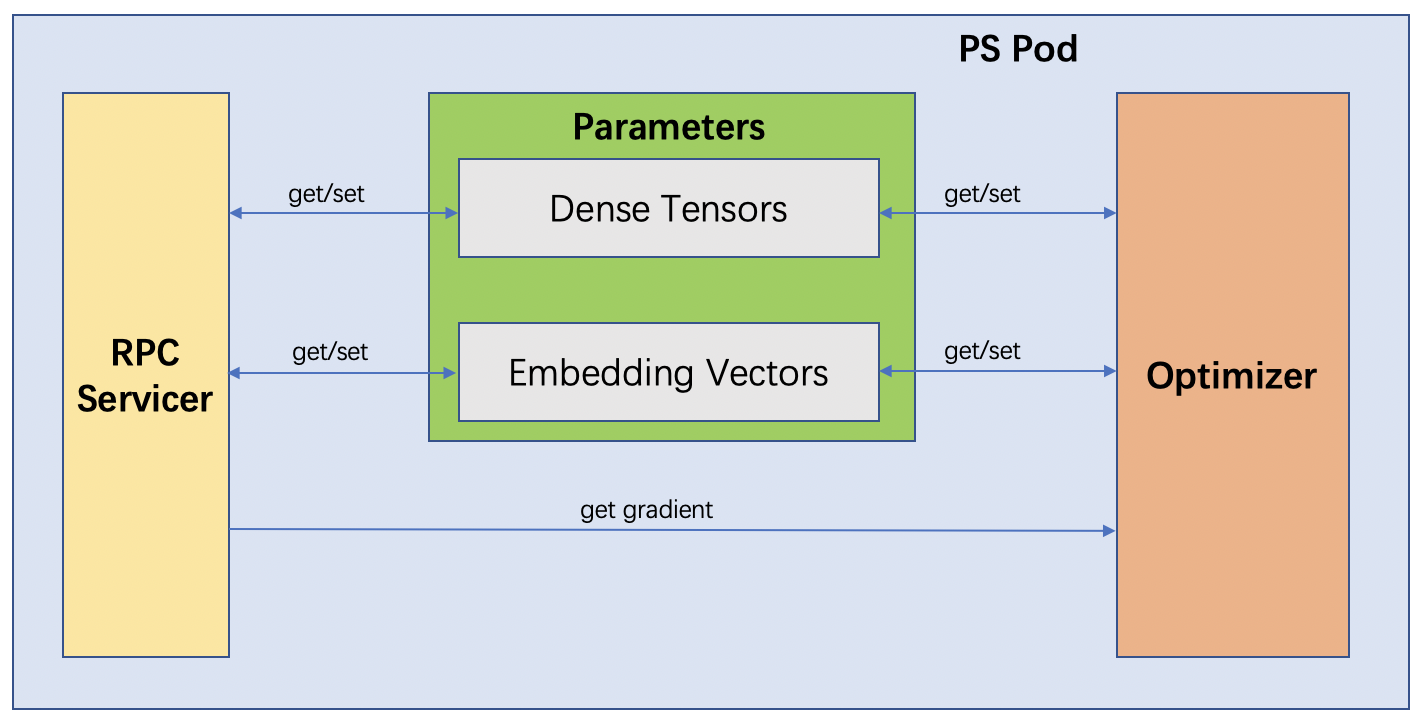 PS Pod
Parameters
get/set
Dense Tensors
get/set
RPC
Servicer
get/set
Embedding Vectors
get/set
Optimizer
get gradient